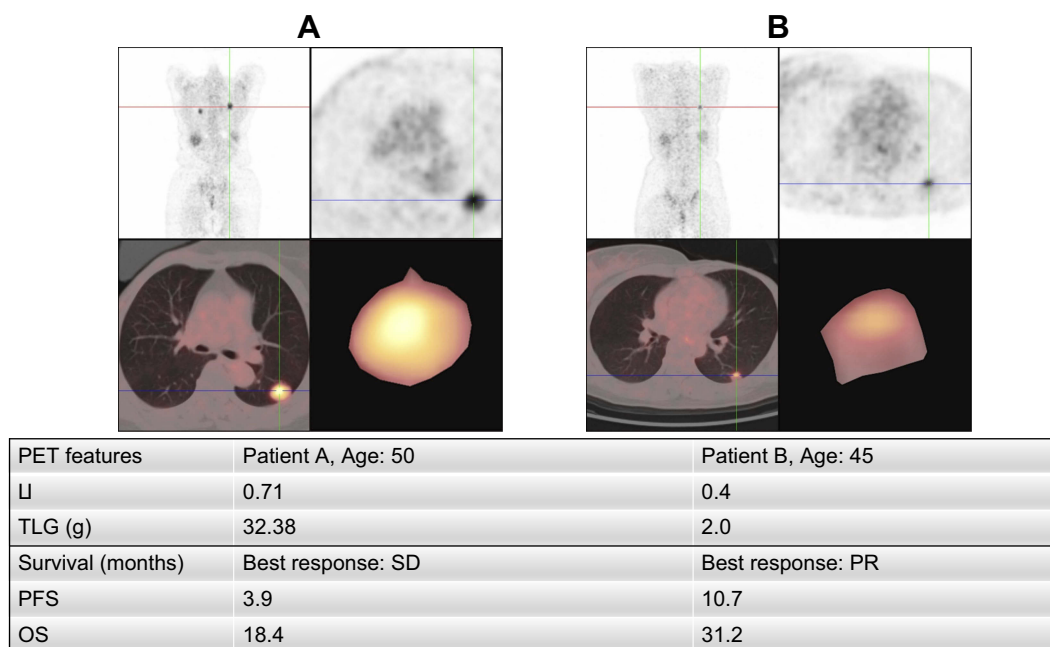 A B
PET features Patient A, Age: 50 Patient B, Age: 45
⊔ 0.71 0.4
TLG (g) 32.38 2.0
Survival (months) Best response: SD Best response: PR
PFS 3.9 10.7
OS 18.4 31.2